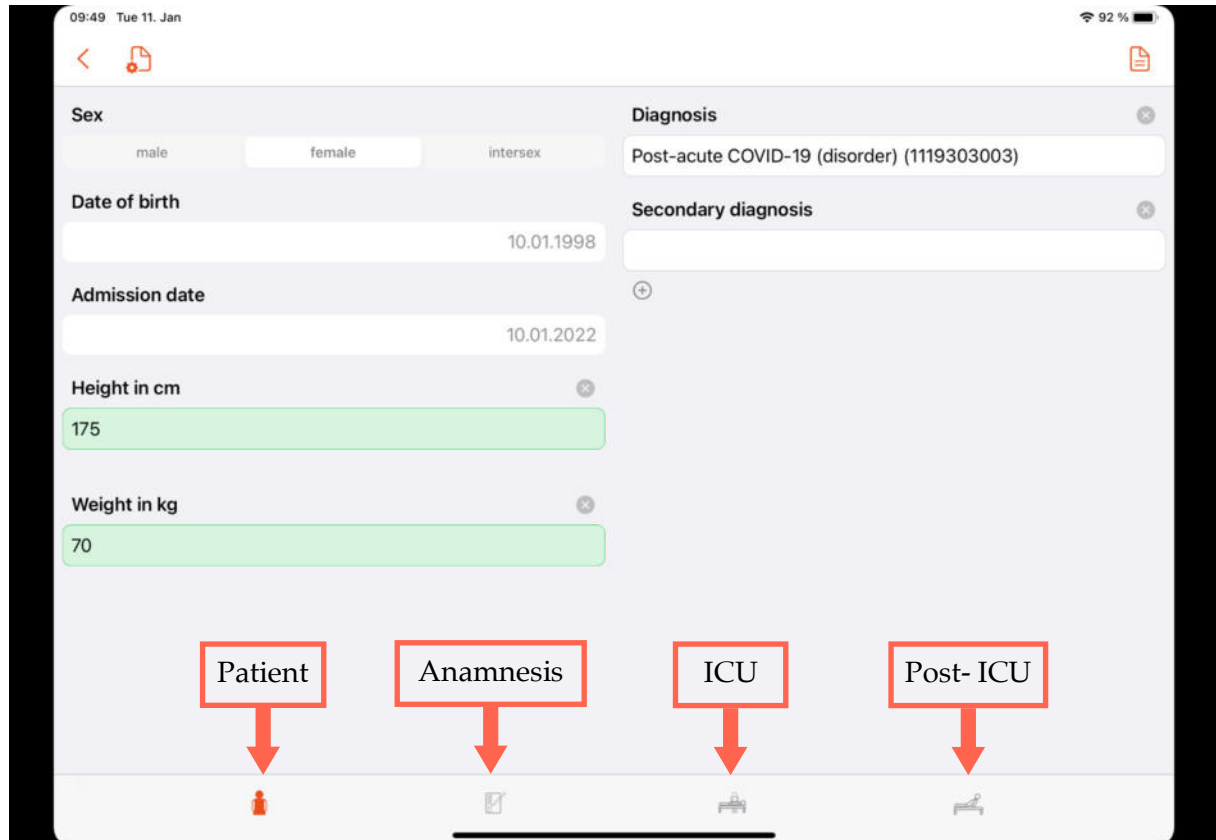 09:49 Tue 11. Jan
92 %
Sex
male female intersex
Date of birth
10.01.1998
Admission date
10.01.2022
Height in cm
175
Weight in kg
70
Diagnosis
Post-acute COVID-19 (disorder) (1119303003)
Secondary diagnosis
Patient Anamnesis ICU Post- ICU